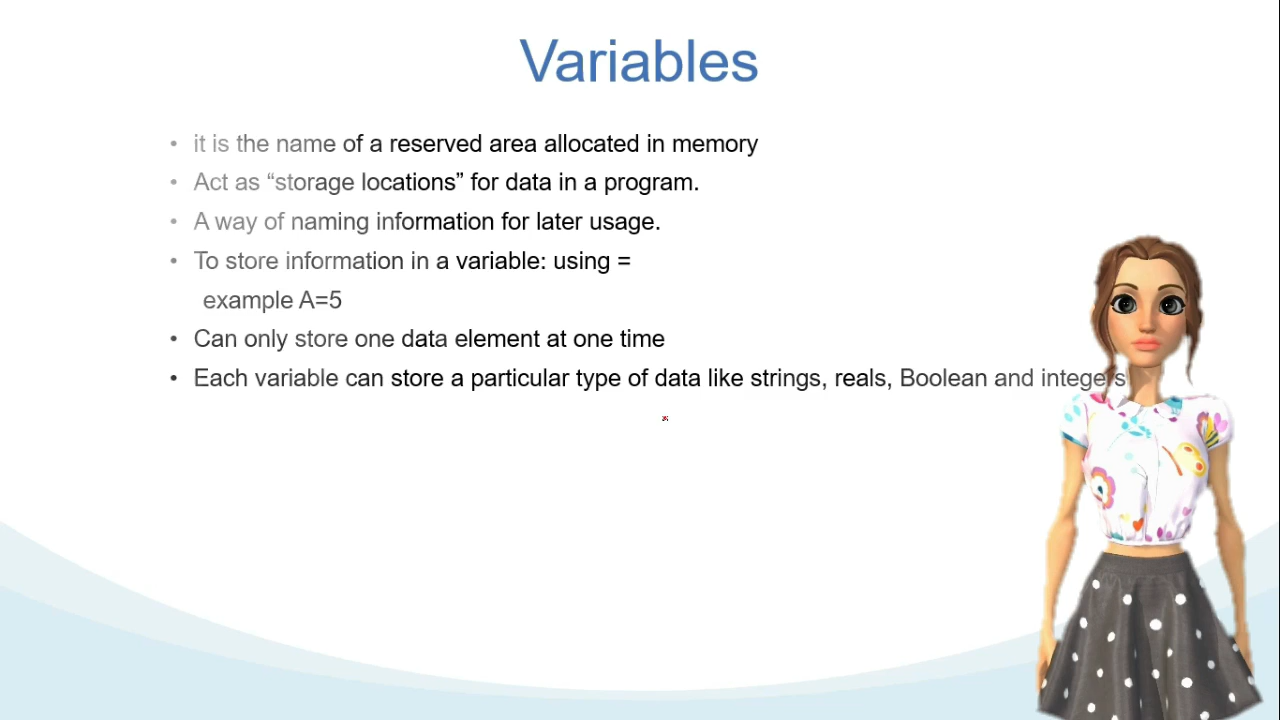 Variables
• it is the name of a reserved area allocated in memory
• Act as “storage locations” for data in a program.
• A way of naming information for later usage.
• To store information in a variable: using =
example A=5
• Can only store one data element at one time
• Each variable can store a particular type of data like strings, reals, Boolean and integers